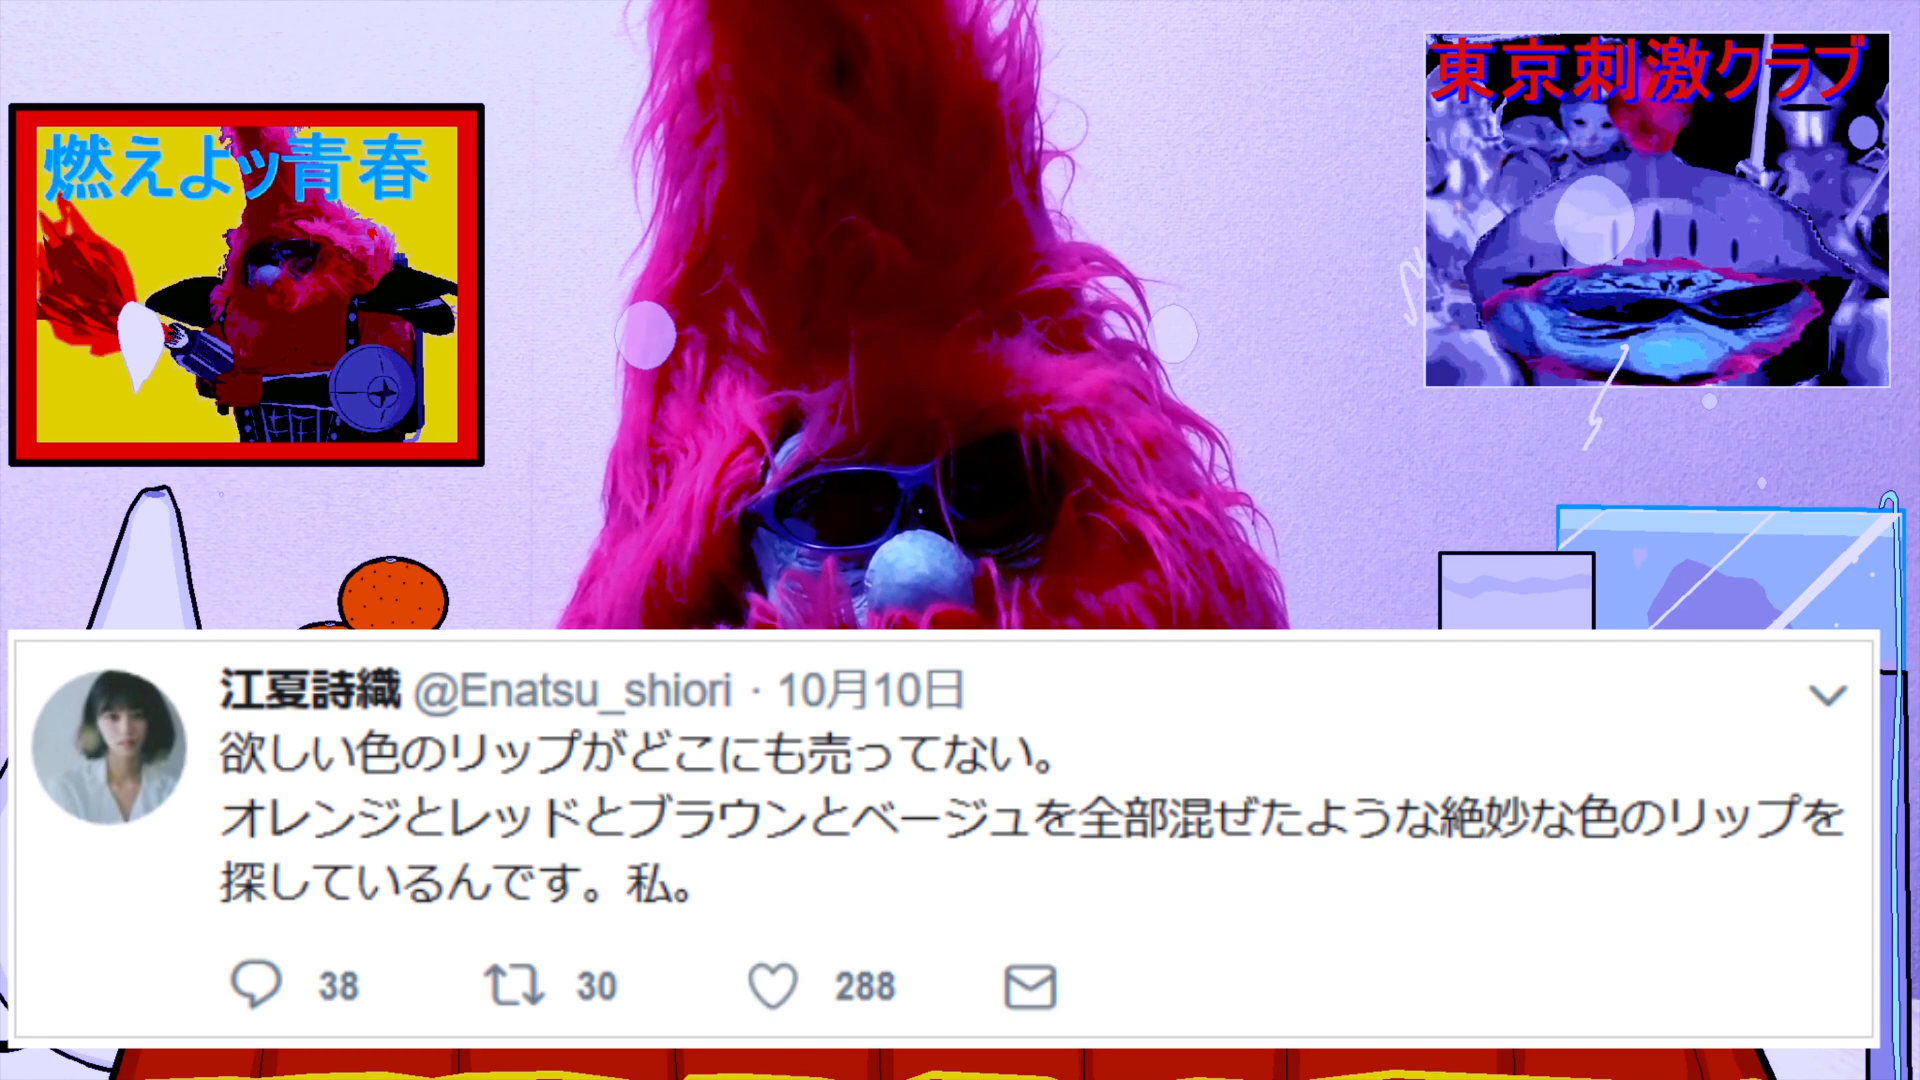 燃えよッ青春
東京刺激クラブ
江夏詩織 @Enatsu_shiori · 10月10日
欲しい色のリップがどこにも売ってない。
オレンジとレッドとブラウンとベージュを全部混ぜたような絶妙な色のリップを
探しているんです。私。
38 30 288